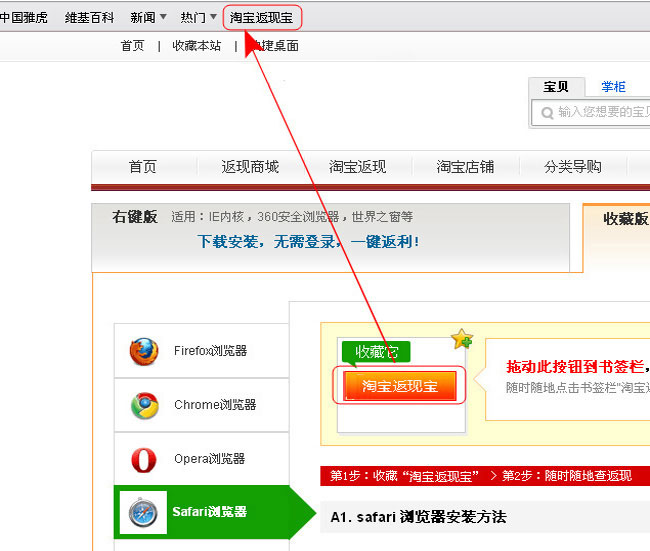 中国雅虎 维基百科 新闻 热门 淘宝返现宝
首页 | 收藏本站 | 快捷桌面
宝贝 掌柜
输入您想要的宝贝
首页 返现商城 淘宝返现 淘宝店铺 分类导购
右键版 适用：IE内核，360安全浏览器，世界之窗等
下载安装，无需登录，一键返利！
收藏版
Firefox浏览器
Chrome浏览器
Opera浏览器
Safari浏览器
收藏它
淘宝返现宝
拖动此按钮到书签栏，
随时随地点击书签栏"淘宝
第1步：收藏“淘宝返现宝” > 第2步：随时随地查返现
A1. safari 浏览器安装方法